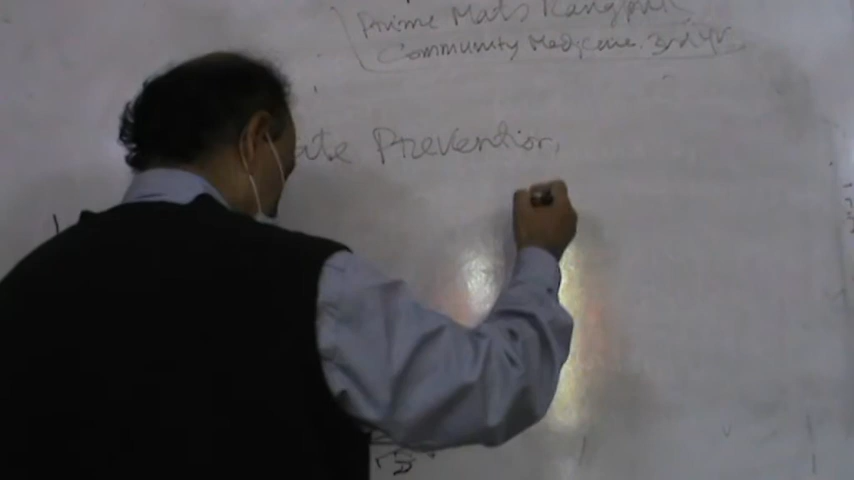 Prime Mats Rangpur
Community Medicine. 3rd yr
ate Prevention,